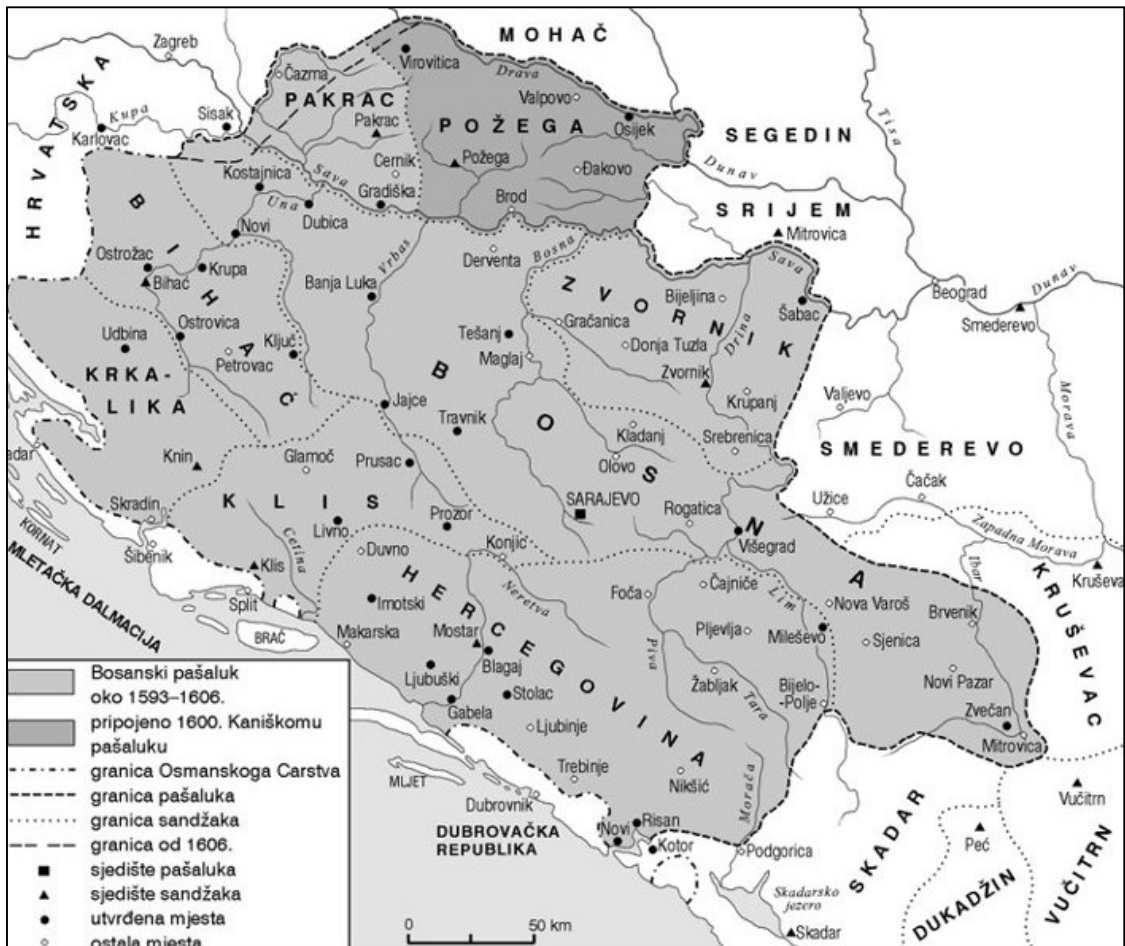 MOHAČ
Zagreb
Čazma
Virovitica
Drava
Valpovo
PAKRAC
Pakrac
POŽEGA
Osijek
SEGEDIN
Tisa
HRVATSKA
Kupa
Karlovac
Sisak
Cernik
Požega
Đakovo
Dunav
Kostajnica
Sava
Gradiška
Brod
SRIJEM
Mitrovica
Una
Dubica
Novi
BIHAĆ
Derventa
Bosna
Sava
Ostrožac
Krupa
Vrbas
Bihać
Banja Luka
ZVORNIK
Bijeljina
Šabac
Beograd
Dunav
Smederevo
Udbina
Ostrovica
Petrovac
Ključ
Tešanj
Maglaj
Gračanica
Donja Tuzla
Drina
Zvornik
Krupanj
Valjevo
Morava
KRKA-
LIKA
BOSNA
Jajce
Travnik
Kladanj
Olovo
Srebrenica
SMEDEREVO
Knin
Glamoč
Prusac
SARAJEVO
Rogatica
Užice
Čačak
Zapadna Morava
adar
Skradin
KLIS
Livno
Prozor
Višegrad
KORNAT
Šibenik
Klis
Cetina
Duvno
Konjic
Ibar
Kruševa
KRUŠEVAC
MLETAČKA DALMACIJA
Split
HERCEGOVINA
Neretva
Foča
Čajniče
Lim
Nova Varoš
Brvenik
BRAČ
Imotski
Makarska
Mostar
Blagaj
Pljevlja
Mileševo
Sjenica
Piva
Ljubuški
Stolac
Žabljak
Bijelo-
-Polje
Novi Pazar
Gabela
Ljubinje
Tara
Zvečan
Mitrovica
Trebinje
Nikšić
Morača
MLJET
Dubrovnik
Vučitrn
DUBROVAČKA
REPUBLIKA
Novi
Risan
Kotor
Podgorica
SKADAR
Peć
DUKADŽIN
VUČITRN
Skadarsko
jezero
Skadar
Bosanski pašaluk
oko 1593–1606.
pripojeno 1600. Kaniškomu
pašaluku
granica Osmanskoga Carstva
granica pašaluka
granica sandžaka
granica od 1606.
sjedište pašaluka
sjedište sandžaka
utvrđena mjesta
ostala mjesta
0 50 km